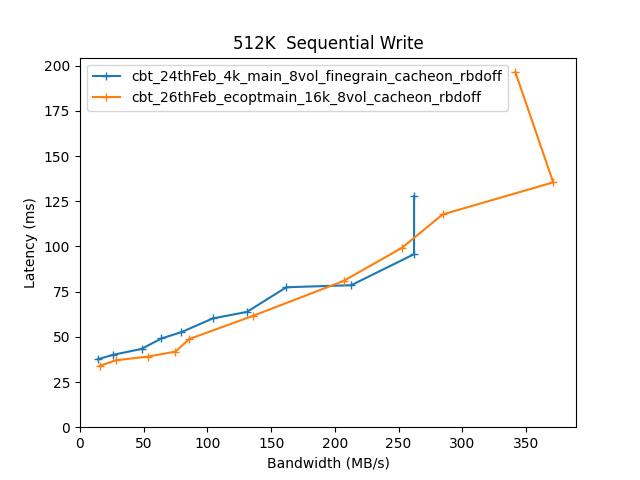 512K  Sequential Write
cbt_24thFeb_4k_main_8vol_finegrain_cacheon_rbdoff
cbt_26thFeb_ecoptmain_16k_8vol_cacheon_rbdoff
200
175
150
125
100
75
50
25
0
Latency (ms)
0 50 100 150 200 250 300 350
Bandwidth (MB/s)